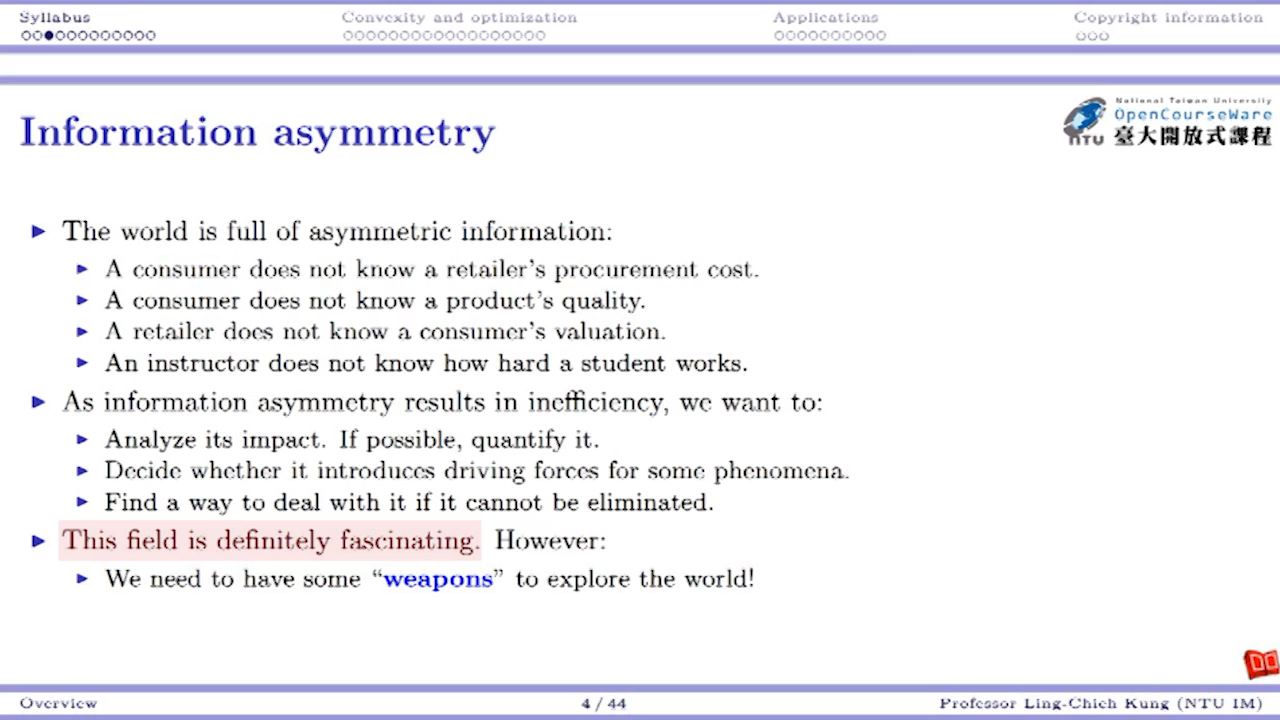 Syllabus
Convexity and optimization
Applications
Copyright information
Information asymmetry
National Taiwan University
OpenCourseWare
NTU 臺大開放式課程
The world is full of asymmetric information:
A consumer does not know a retailer's procurement cost.
A consumer does not know a product's quality.
A retailer does not know a consumer's valuation.
An instructor does not know how hard a student works.
As information asymmetry results in inefficiency, we want to:
Analyze its impact. If possible, quantify it.
Decide whether it introduces driving forces for some phenomena.
Find a way to deal with it if it cannot be eliminated.
This field is definitely fascinating. However:
We need to have some “weapons” to explore the world!
Overview
4 / 44
Professor Ling-Chieh Kung (NTU IM)